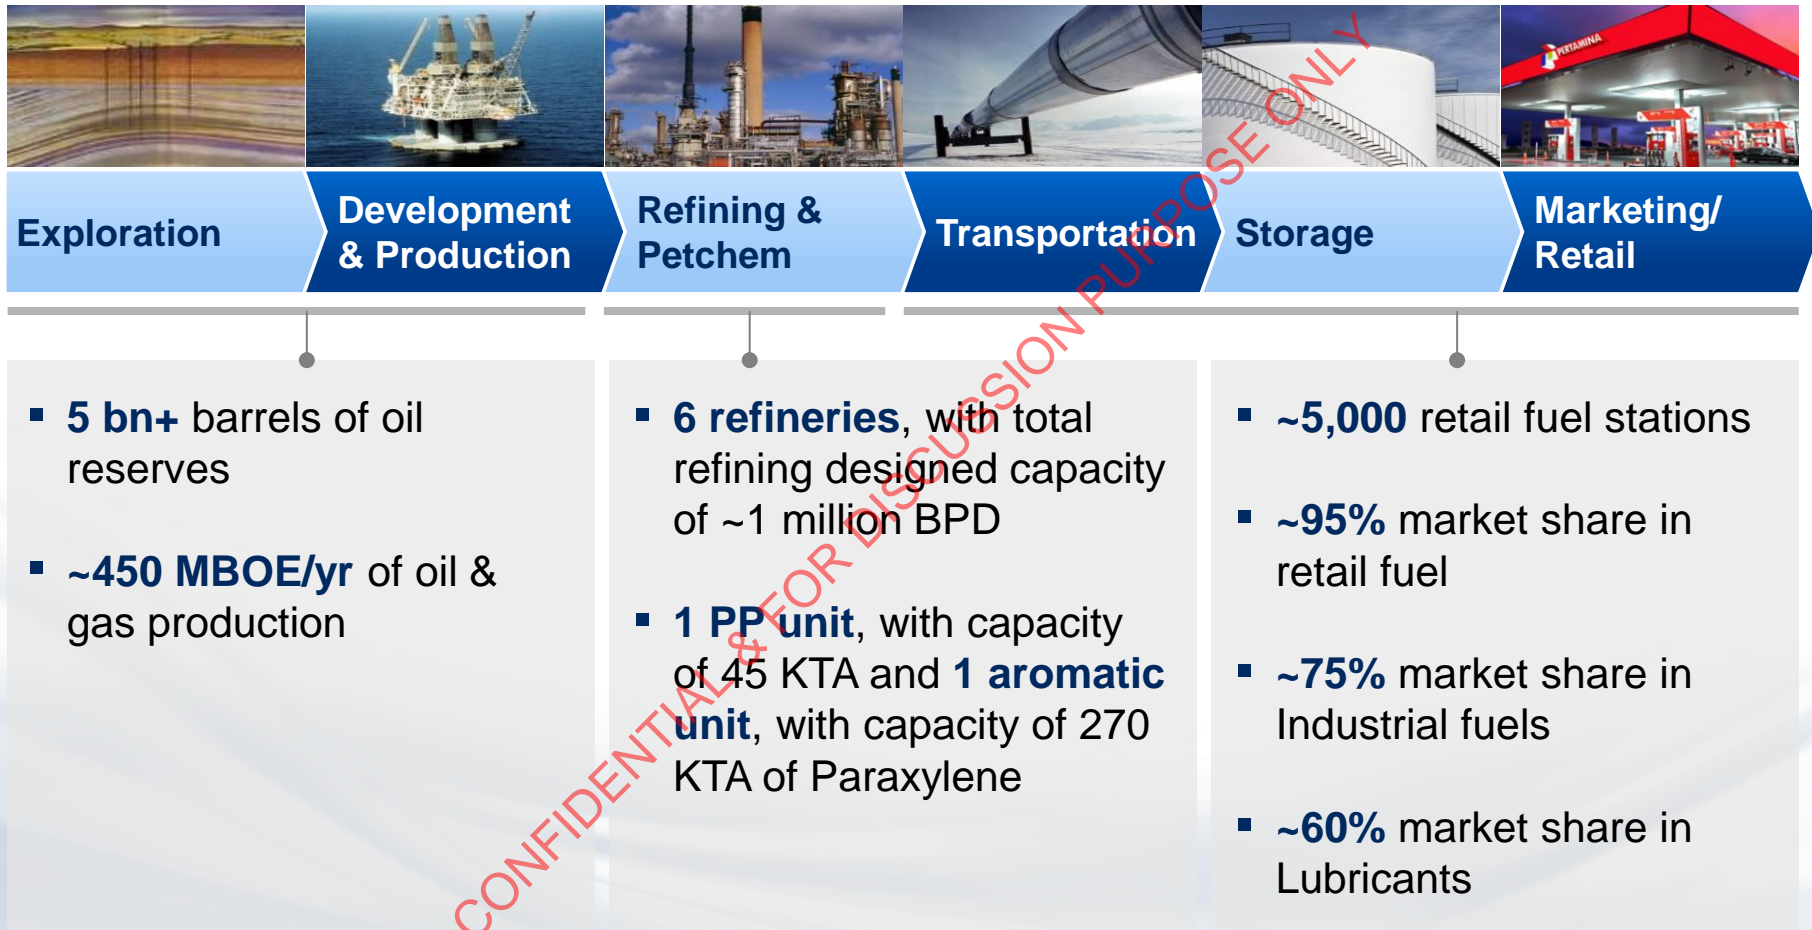 PERTAMINA
Exploration
Development
& Production
Refining &
Petchem
Transportation
Storage
Marketing/
Retail
▪ 5 bn+ barrels of oil
reserves
▪ ~450 MBOE/yr of oil &
gas production
▪ 6 refineries, with total
refining designed capacity
of ~1 million BPD
▪ 1 PP unit, with capacity
of 45 KTA and 1 aromatic
unit, with capacity of 270
KTA of Paraxylene
▪ ~5,000 retail fuel stations
▪ ~95% market share in
retail fuel
▪ ~75% market share in
Industrial fuels
▪ ~60% market share in
Lubricants
CONFIDENTIAL & FOR DISCUSSION PURPOSE ONLY